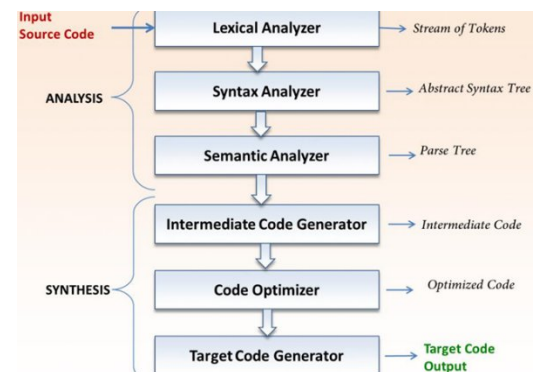 Input
Source Code
Lexical Analyzer
Stream of Tokens
ANALYSIS
Syntax Analyzer
Abstract Syntax Tree
Semantic Analyzer
Parse Tree
Intermediate Code Generator
Intermediate Code
SYNTHESIS
Code Optimizer
Optimized Code
Target Code Generator
Target Code
Output